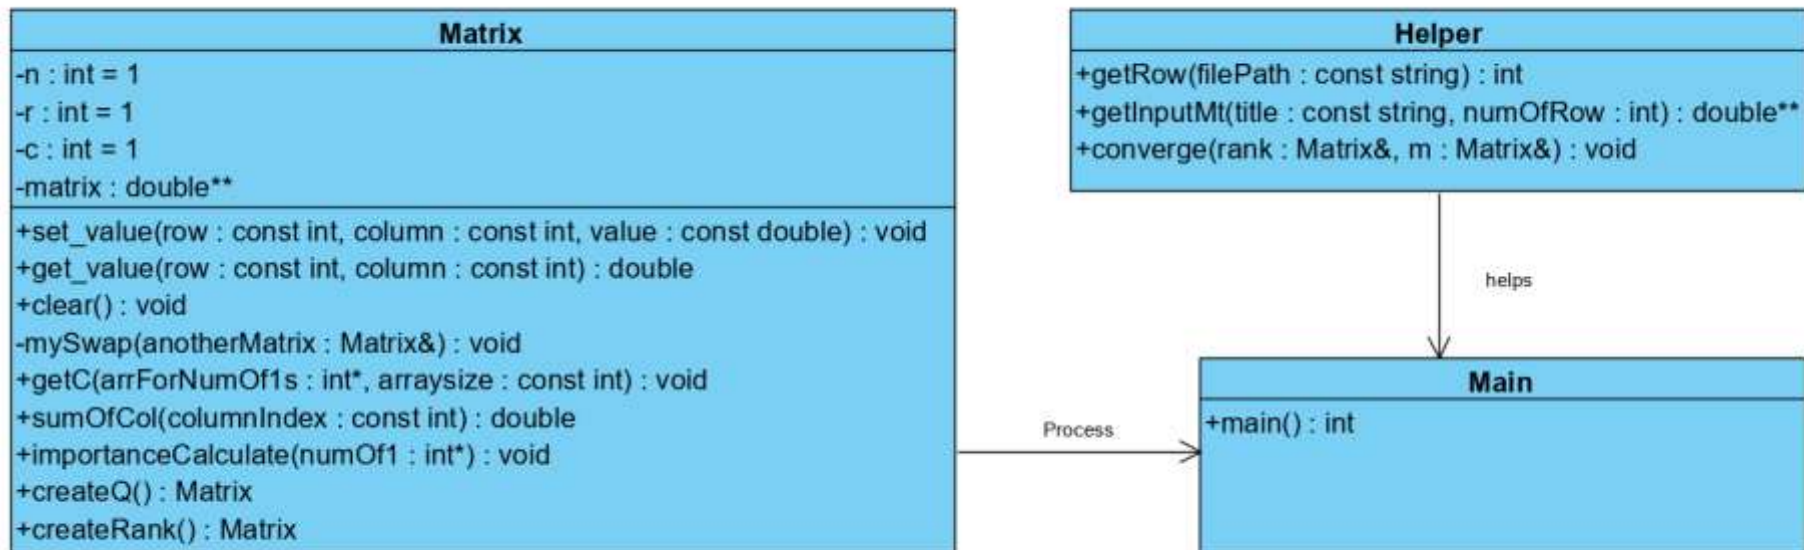 Matrix
-n : int = 1
-r : int = 1
-c : int = 1
-matrix : double**
+set_value(row : const int, column : const int, value : const double) : void
+get_value(row : const int, column : const int) : double
+clear() : void
-mySwap(anotherMatrix : Matrix&) : void
+getC(arrForNumOf1s : int*, arraysize : const int) : void
+sumOfCol(columnIndex : const int) : double
+importanceCalculate(numOf1 : int*) : void
+createQ() : Matrix
+createRank() : Matrix
Helper
+getRow(filePath : const string) : int
+getInputMt(title : const string, numOfRow : int) : double**
+converge(rank : Matrix&, m : Matrix&) : void
helps
Process
Main
+main() : int